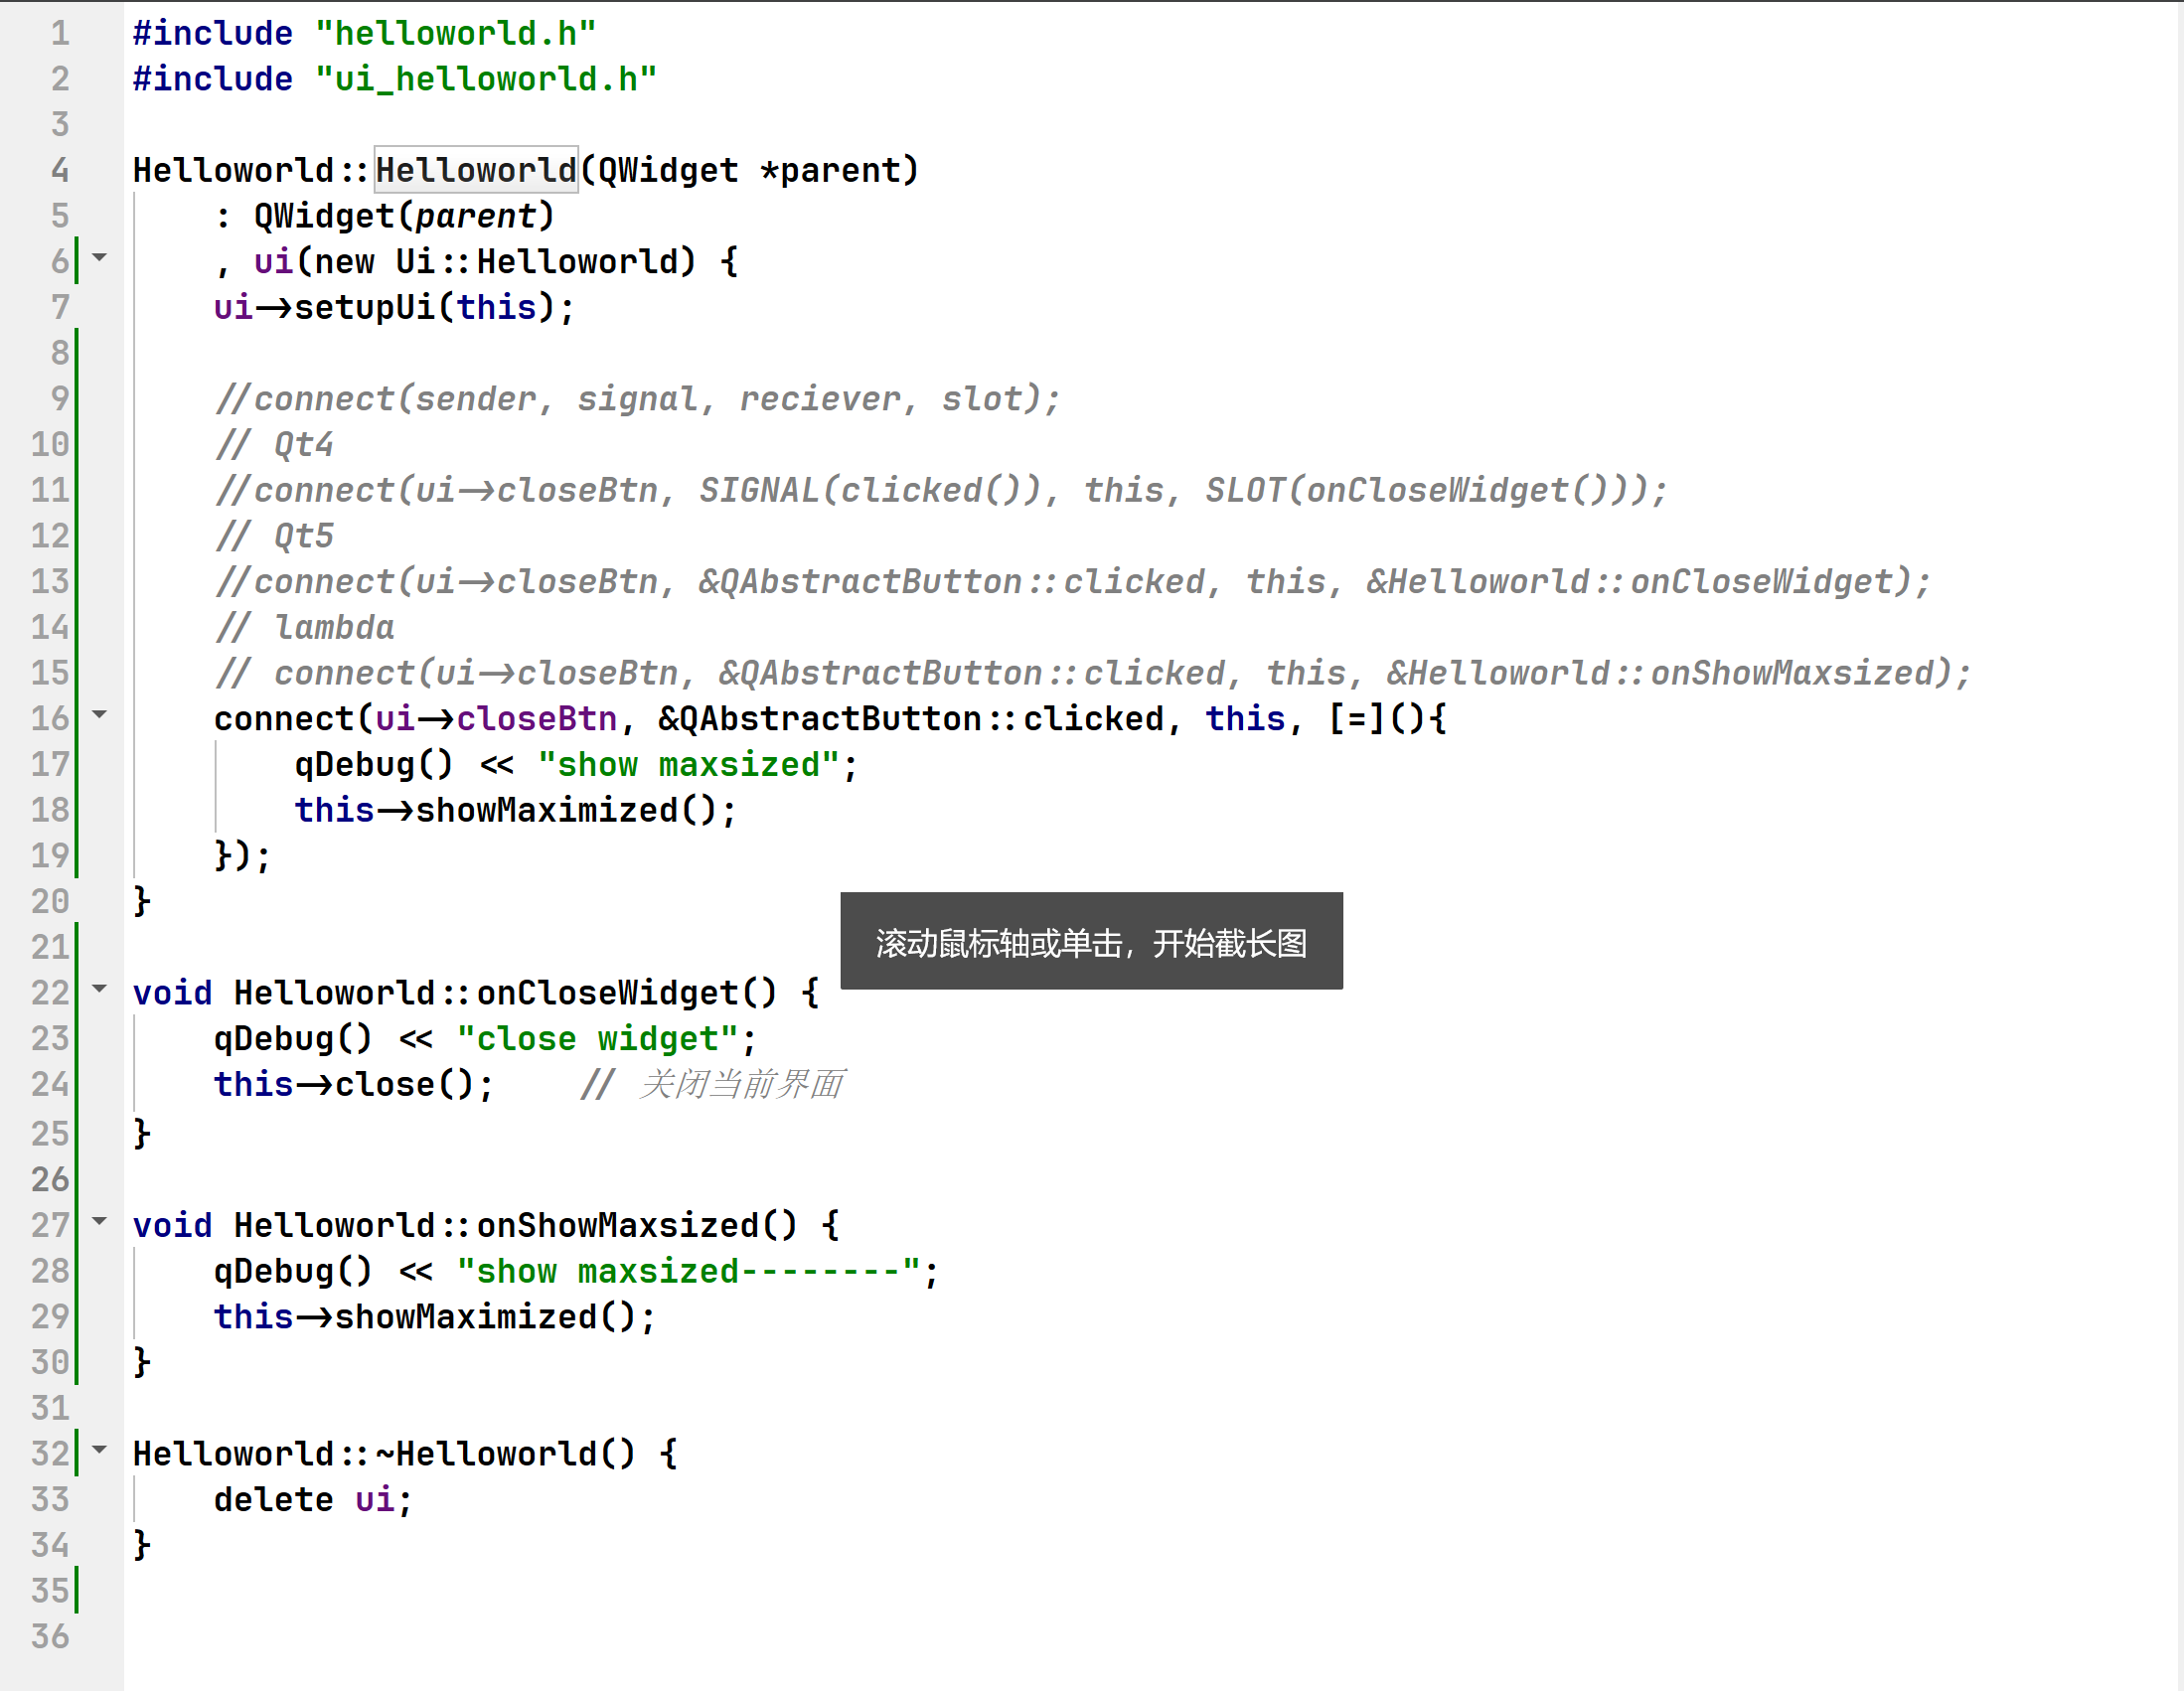 1 #include "helloworld.h"
2 #include "ui_helloworld.h"
3
4 Helloworld::Helloworld(QWidget *parent)
5     : QWidget(parent)
6     , ui(new Ui::Helloworld) {
7     ui->setupUi(this);
8
9     //connect(sender, signal, reciever, slot);
10     // Qt4
11     //connect(ui->closeBtn, SIGNAL(clicked()), this, SLOT(onCloseWidget()));
12     // Qt5
13     //connect(ui->closeBtn, &QAbstractButton::clicked, this, &Helloworld::onCloseWidget);
14     // lambda
15     // connect(ui->closeBtn, &QAbstractButton::clicked, this, &Helloworld::onShowMaxsized);
16     connect(ui->closeBtn, &QAbstractButton::clicked, this, [=](){
17         qDebug() << "show maxsized";
18         this->showMaximized();
19     });
20 }
滚动鼠标轴或单击，开始截长图
21
22 void Helloworld::onCloseWidget() {
23     qDebug() << "close widget";
24     this->close();    // 关闭当前界面
25 }
26
27 void Helloworld::onShowMaxsized() {
28     qDebug() << "show maxsized--------";
29     this->showMaximized();
30 }
31
32 Helloworld::~Helloworld() {
33     delete ui;
34 }
35
36